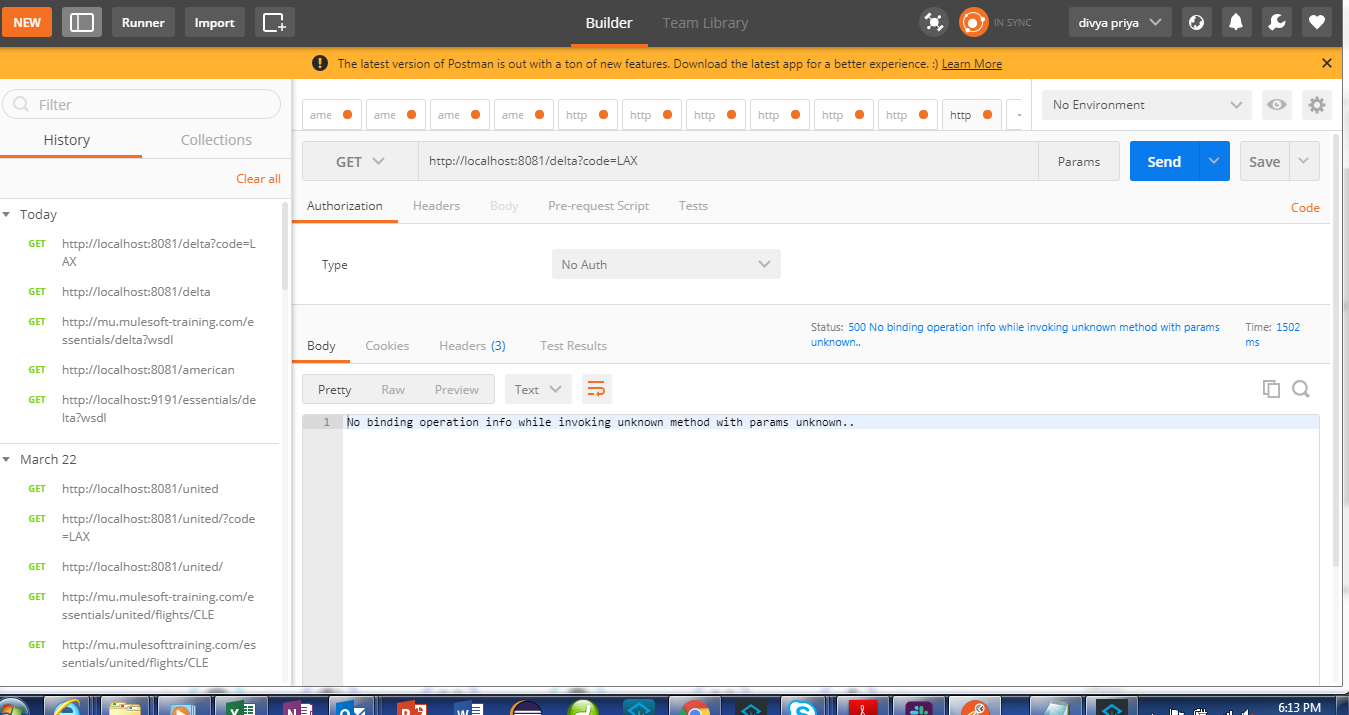 NEW
Runner
Import
Builder
Team Library
IN SYNC
divya priya
The latest version of Postman is out with a ton of new features. Download the latest app for a better experience. :) Learn More
Filter
History
Collections
Clear all
Today
GET http://localhost:8081/delta?code=L
AX
GET http://localhost:8081/delta
GET http://mu.mulesoft-training.com/e
ssentials/delta?wsdl
GET http://localhost:8081/american
GET http://localhost:9191/essentials/de
lta?wsdl
March 22
GET http://localhost:8081/united
GET http://localhost:8081/united/?code
=LAX
GET http://localhost:8081/united/
GET http://mu.mulesoft-training.com/e
ssentials/united/flights/CLE
GET http://mu.mulesofttraining.com/es
sentials/united/flights/CLE
ame
ame
ame
ame
http
http
http
http
http
http
http
No Environment
GET
http://localhost:8081/delta?code=LAX
Params
Send
Save
Authorization
Headers
Body
Pre-request Script
Tests
Code
Type
No Auth
Body
Cookies
Headers (3)
Test Results
Status: 500 No binding operation info while invoking unknown method with params
unknown..
Time: 1502
ms
Pretty
Raw
Preview
Text
1 No binding operation info while invoking unknown method with params unknown..
6:13 PM